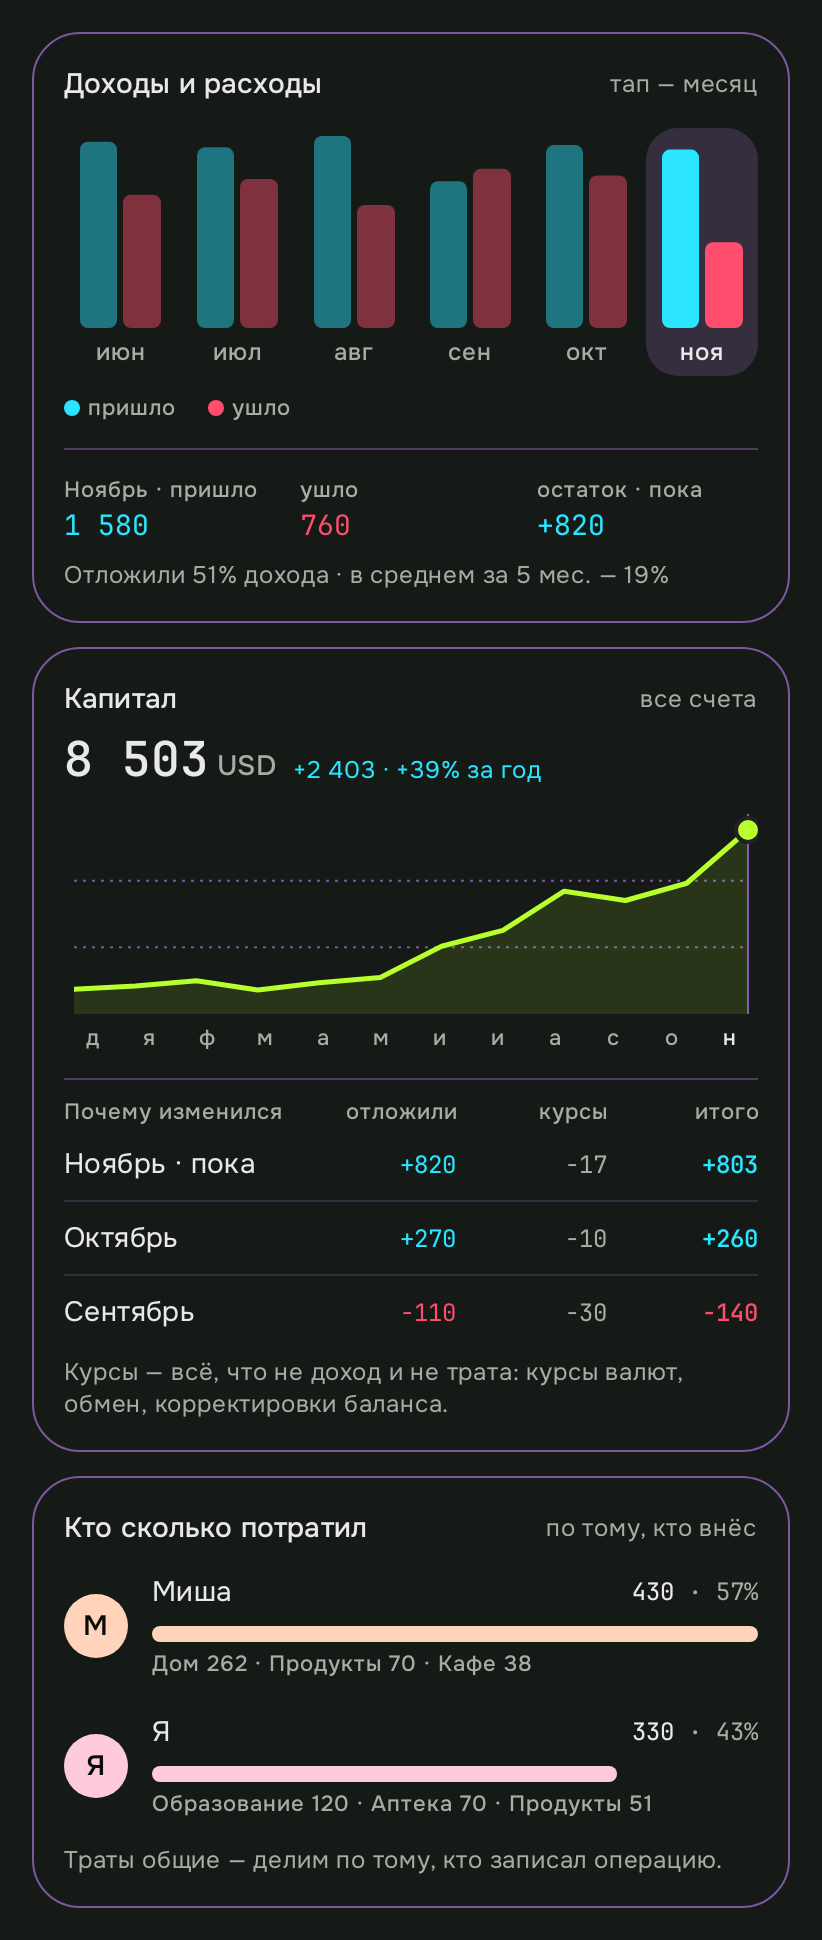 Доходы и расходы тап — месяц
июн июл авг сен окт ноя
пришло ушло
Ноябрь · пришло ушло остаток · пока
1 580 760 +820
Отложили 51% дохода · в среднем за 5 мес. — 19%
Капитал все счета
8 503 USD +2 403 · +39% за год
д я ф м а м и и а с о н
Почему изменился отложили курсы итого
Ноябрь · пока +820 -17 +803
Октябрь +270 -10 +260
Сентябрь -110 -30 -140
Курсы — всё, что не доход и не трата: курсы валют,
обмен, корректировки баланса.
Кто сколько потратил по тому, кто внёс
М
Миша 430 · 57%
Дом 262 · Продукты 70 · Кафе 38
Я
Я 330 · 43%
Образование 120 · Аптека 70 · Продукты 51
Траты общие — делим по тому, кто записал операцию.